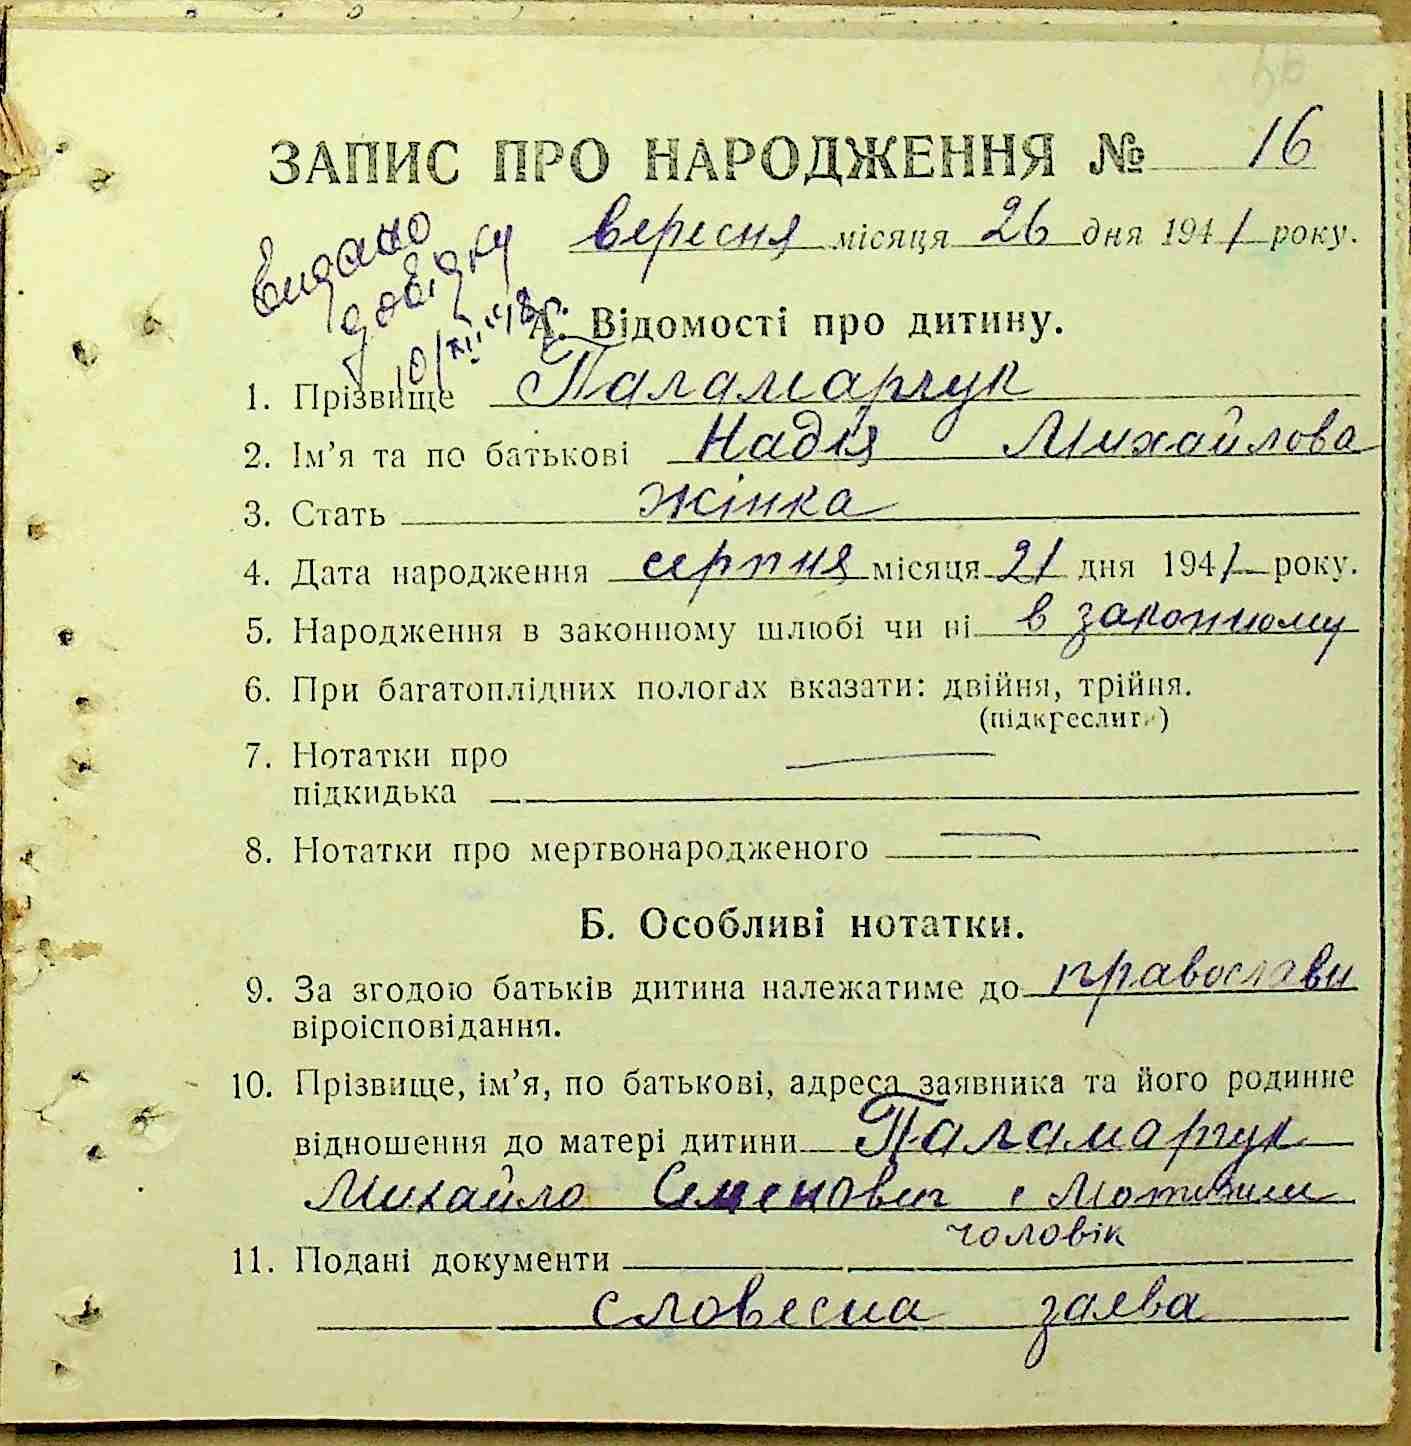 ЗАПИС ПРО НАРОДЖЕННЯ № 16
вересня місяця 26 дня 1941 року.
Видано
довідку
А. Відомості про дитину.
1. Прізвище Паламарчук
2. Ім'я та по батькові Надія Михайлова
3. Стать жінка
4. Дата народження серпня місяця 21 дня 1941 року.
5. Народження в законному шлюбі чи ні в законному
6. При багатоплідних пологах вказати: двійня, трійня.
(підкреслити)
7. Нотатки про
підкидька
8. Нотатки про мертвонародженого
Б. Особливі нотатки.
9. За згодою батьків дитина належатиме до православн
віроісповідання.
10. Прізвище, ім'я, по батькові, адреса заявника та його родинне
відношення до матері дитини Паламарчук
Михайло Семенович с
чоловік
11. Подані документи
словесна заява